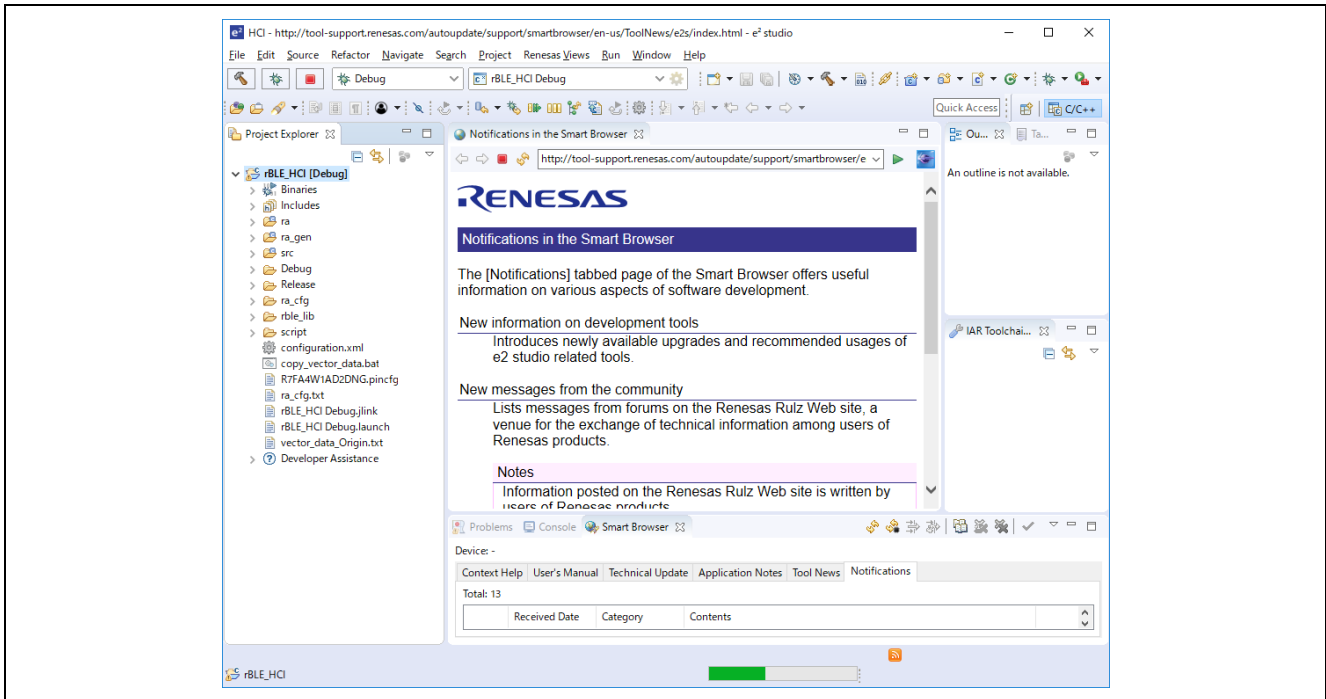 HCI - http://tool-support.renesas.com/autoupdate/support/smartbrowser/en-us/ToolNews/e2s/index.html - e² studio
File Edit Source Refactor Navigate Search Project Renesas Views Run Window Help
Debug
rBLE_HCI Debug
Quick Access
C/C++
Project Explorer
rBLE_HCI [Debug]
Binaries
Includes
ra
ra_gen
src
Debug
Release
ra_cfg
rble_lib
script
configuration.xml
copy_vector_data.bat
R7FA4W1AD2DNG.pincfg
ra_cfg.txt
rBLE_HCI Debug.jlink
rBLE_HCI Debug.launch
vector_data_Origin.txt
Developer Assistance
Notifications in the Smart Browser
http://tool-support.renesas.com/autoupdate/support/smartbrowser/e
RENESAS
Notifications in the Smart Browser
The [Notifications] tabbed page of the Smart Browser offers useful
information on various aspects of software development.
New information on development tools
Introduces newly available upgrades and recommended usages of
e2 studio related tools.
New messages from the community
Lists messages from forums on the Renesas Rulz Web site, a
venue for the exchange of technical information among users of
Renesas products.
Notes
Information posted on the Renesas Rulz Web site is written by
users of Renesas products
Ou...
Ta...
An outline is not available.
IAR Toolchai...
Problems Console Smart Browser
Device: -
Context Help User's Manual Technical Update Application Notes Tool News Notifications
Total: 13
Received Date Category Contents
rBLE_HCI